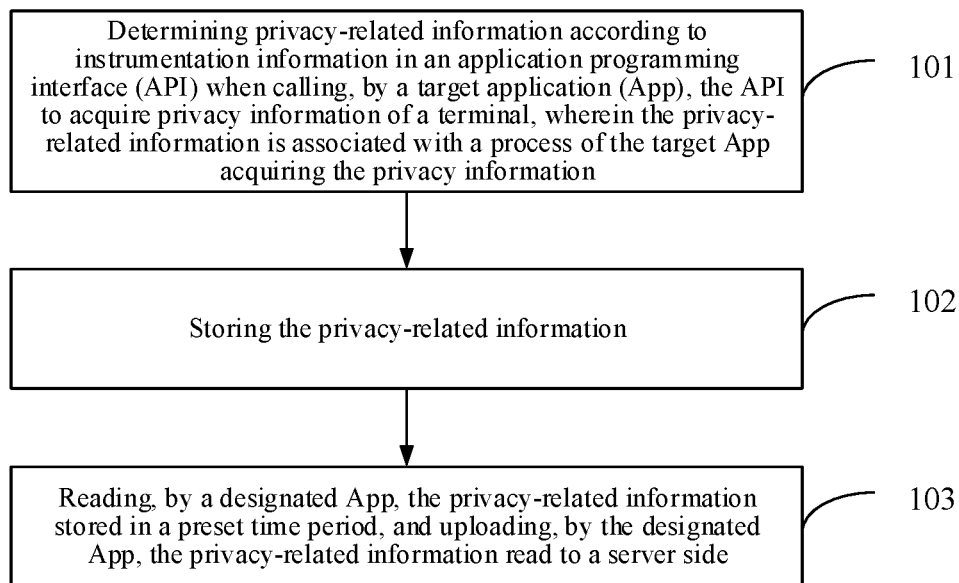 Determining privacy-related information according to
instrumentation information in an application programming
interface (API) when calling, by a target application (App), the API
to acquire privacy information of a terminal, wherein the privacy-
related information is associated with a process of the target App
acquiring the privacy information
101
Storing the privacy-related information
102
Reading, by a designated App, the privacy-related information
stored in a preset time period, and uploading, by the designated
App, the privacy-related information read to a server side
103